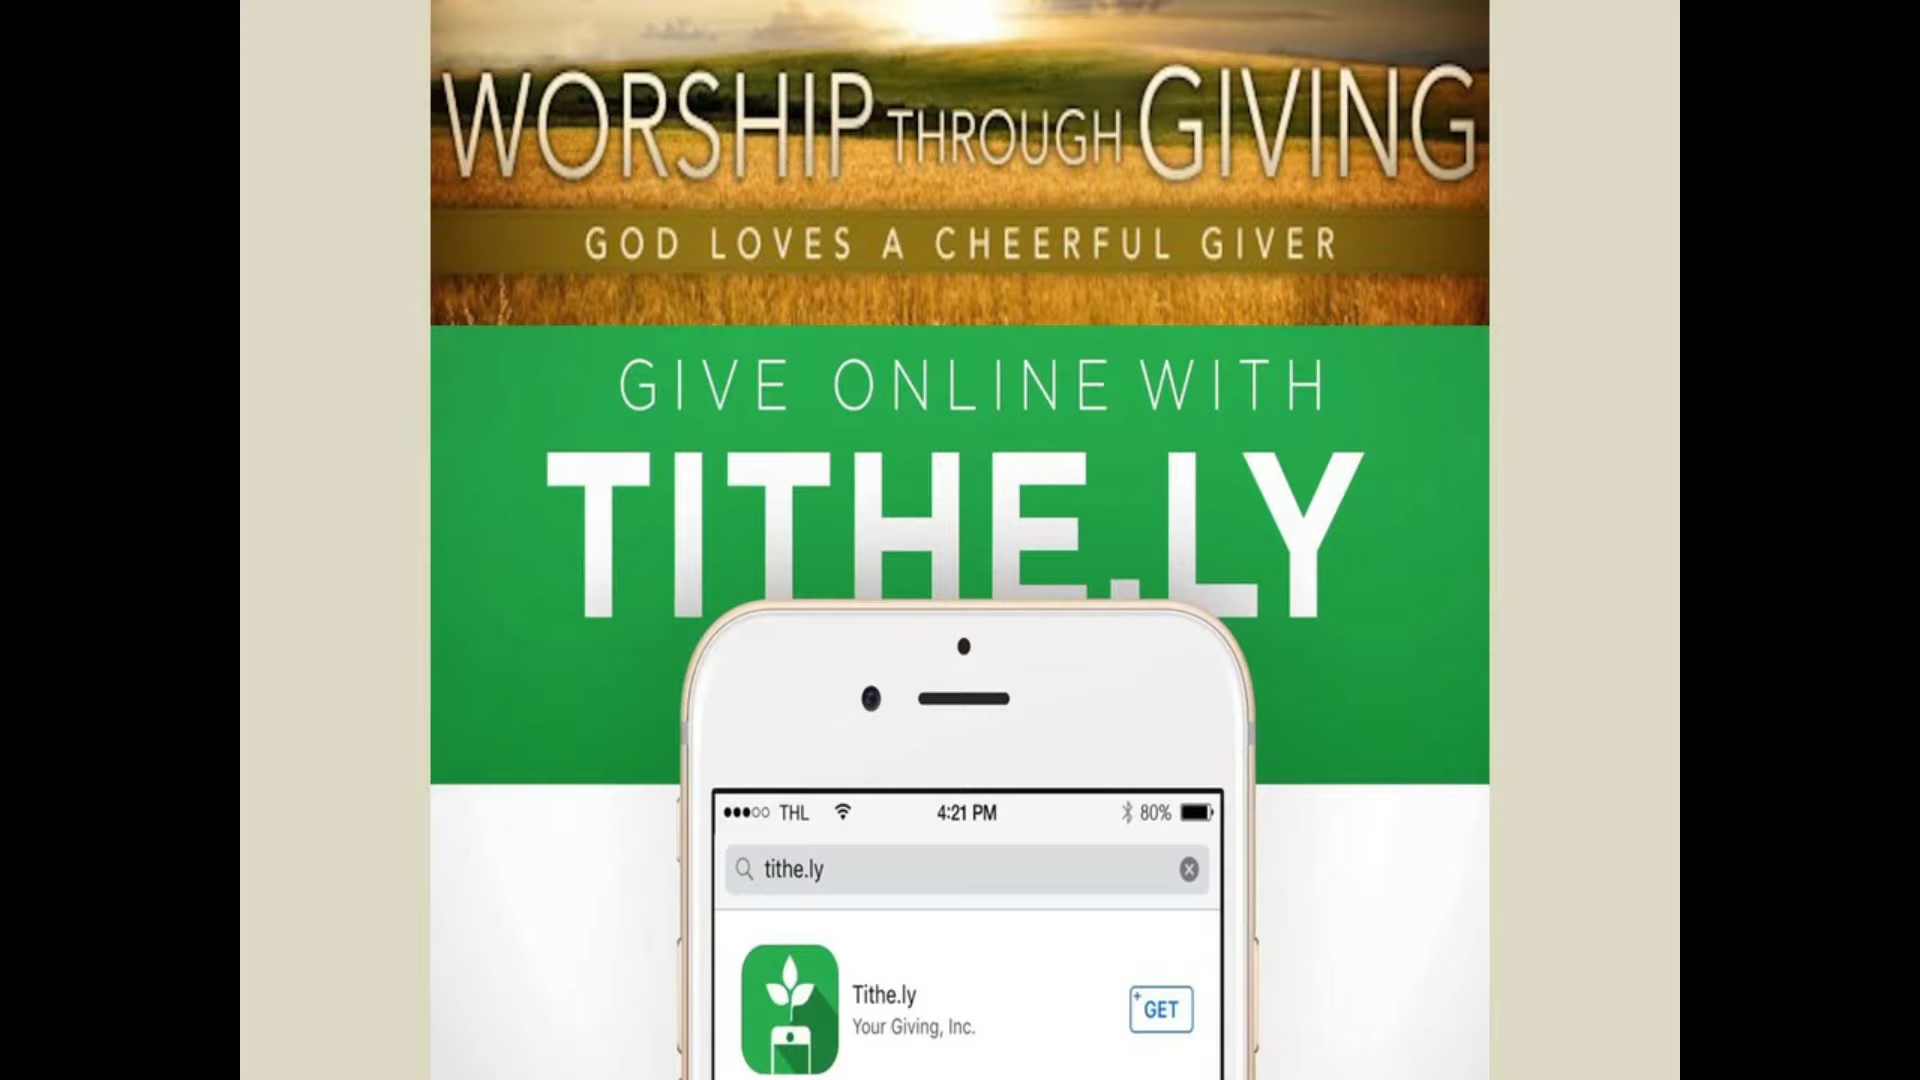 WORSHIP THROUGH GIVING
GOD LOVES A CHEERFUL GIVER
GIVE ONLINE WITH
TITHE.LY
THL 4:21 PM 80%
tithe.ly
Tithe.ly
Your Giving, Inc.
+GET